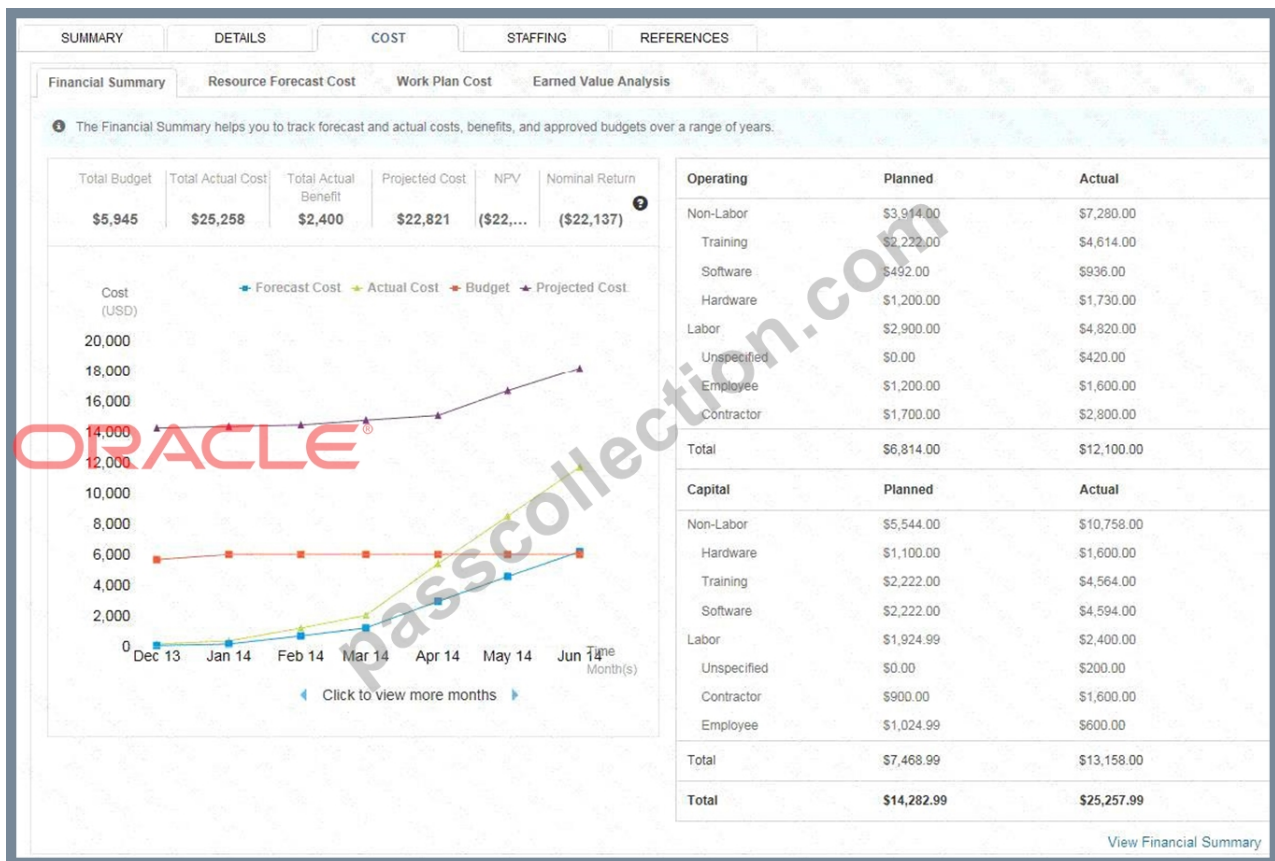 SUMMARY DETAILS COST STAFFING REFERENCES
Financial Summary Resource Forecast Cost Work Plan Cost Earned Value Analysis
The Financial Summary helps you to track forecast and actual costs, benefits, and approved budgets over a range of years.
Total Budget Total Actual Cost Total Actual Benefit Projected Cost NPV Nominal Return
$5,945 $25,258 $2,400 $22,821 ($22,... ($22,137) ?
Cost
(USD)
Forecast Cost Actual Cost Budget Projected Cost
20,000
18,000
16,000
14,000
12,000
10,000
8,000
6,000
4,000
2,000
0
Dec 13 Jan 14 Feb 14 Mar 14 Apr 14 May 14 Jun 14
Time
Month(s)
Click to view more months
ORACLE®
passcollection.com
Operating Planned Actual
Non-Labor $3,914.00 $7,280.00
Training $2,222.00 $4,614.00
Software $492.00 $936.00
Hardware $1,200.00 $1,730.00
Labor $2,900.00 $4,820.00
Unspecified $0.00 $420.00
Employee $1,200.00 $1,600.00
Contractor $1,700.00 $2,800.00
Total $6,814.00 $12,100.00
Capital Planned Actual
Non-Labor $5,544.00 $10,758.00
Hardware $1,100.00 $1,600.00
Training $2,222.00 $4,564.00
Software $2,222.00 $4,594.00
Labor $1,924.99 $2,400.00
Unspecified $0.00 $200.00
Contractor $900.00 $1,600.00
Employee $1,024.99 $600.00
Total $7,468.99 $13,158.00
Total $14,282.99 $25,257.99
View Financial Summary